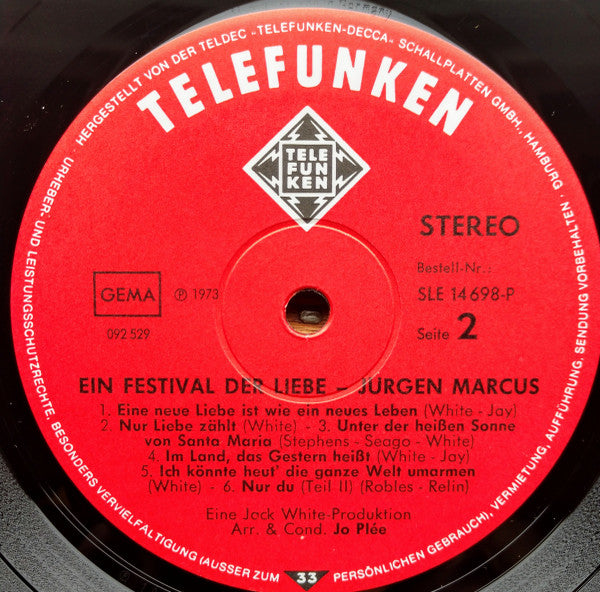 Germany
HERGESTELLT VON DER TELDEC »TELEFUNKEN-DECCA« SCHALLPLATTEN GMBH., HAMBURG
TELEFUNKEN
TELE
FUN
KEN
STEREO
Bestell-Nr.:
SLE 14698-P
Seite 2
GEMA
℗ 1973
092 529
EIN FESTIVAL DER LIEBE – JÜRGEN MARCUS
1. Eine neue Liebe ist wie ein neues Leben (White - Jay)
2. Nur Liebe zählt (White) - 3. Unter der heißen Sonne
von Santa Maria (Stephens - Seago - White)
4. Im Land, das Gestern heißt (White - Jay)
5. Ich könnte heut' die ganze Welt umarmen
(White) - 6. Nur du (Teil II) (Robles - Relin)
Eine Jack White-Produktion
Arr. & Cond. Jo Plée
URHEBER- UND LEISTUNGSSCHUTZRECHTE, BESONDERS VERVIELFÄLTIGUNG (AUSSER ZUM
33
PERSÖNLICHEN GEBRAUCH), VERMIETUNG, AUFFÜHRUNG, SENDUNG VORBEHALTEN